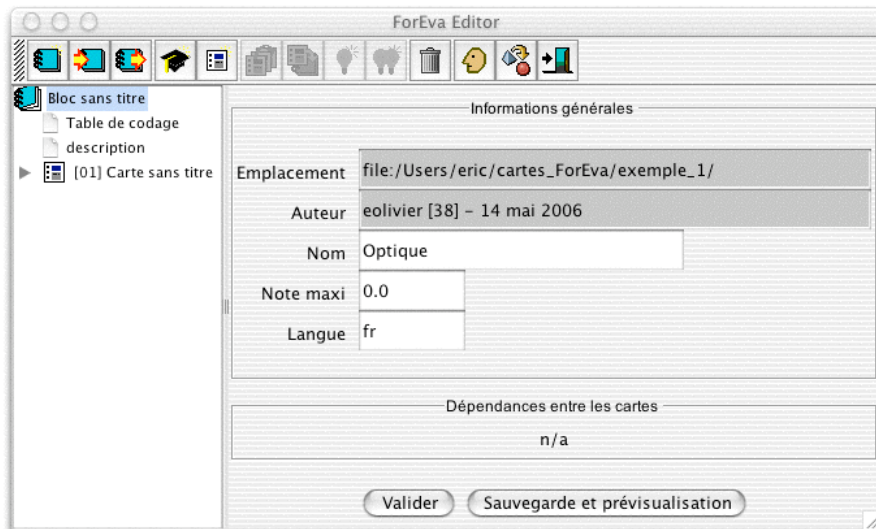 ForEva Editor
Bloc sans titre
Table de codage
description
[01] Carte sans titre
Informations générales
Emplacement file:/Users/eric/cartes_ForEva/exemple_1/
Auteur eolivier [38] – 14 mai 2006
Nom Optique
Note maxi 0.0
Langue fr
Dépendances entre les cartes
n/a
Valider Sauvegarde et prévisualisation